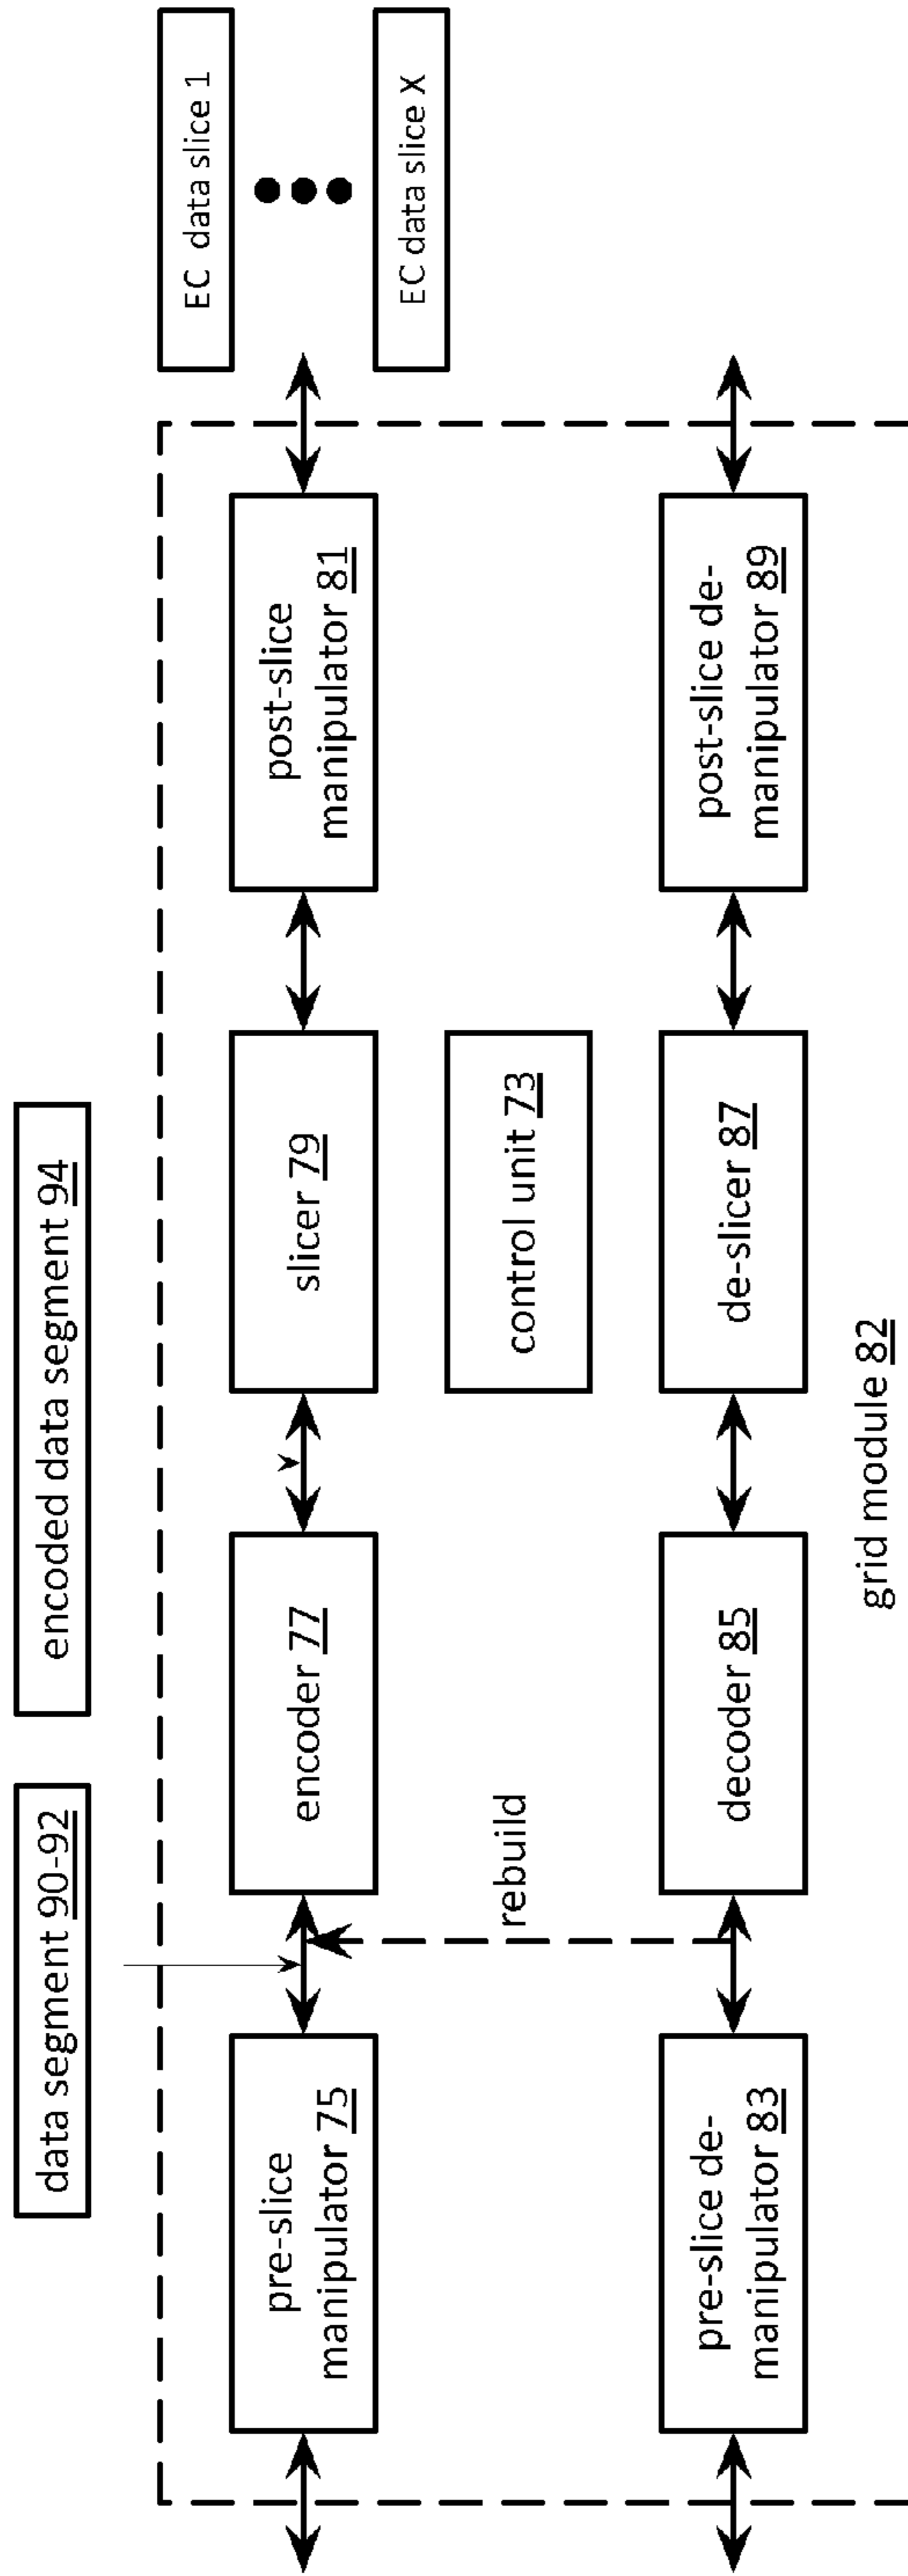 data segment 90-92
encoded data segment 94
pre-slice
manipulator 75
encoder 77
slicer 79
post-slice
manipulator 81
EC  data slice 1
EC data slice X
rebuild
control unit 73
pre-slice de-
manipulator 83
decoder 85
de-slicer 87
post-slice de-
manipulator 89
grid module 82